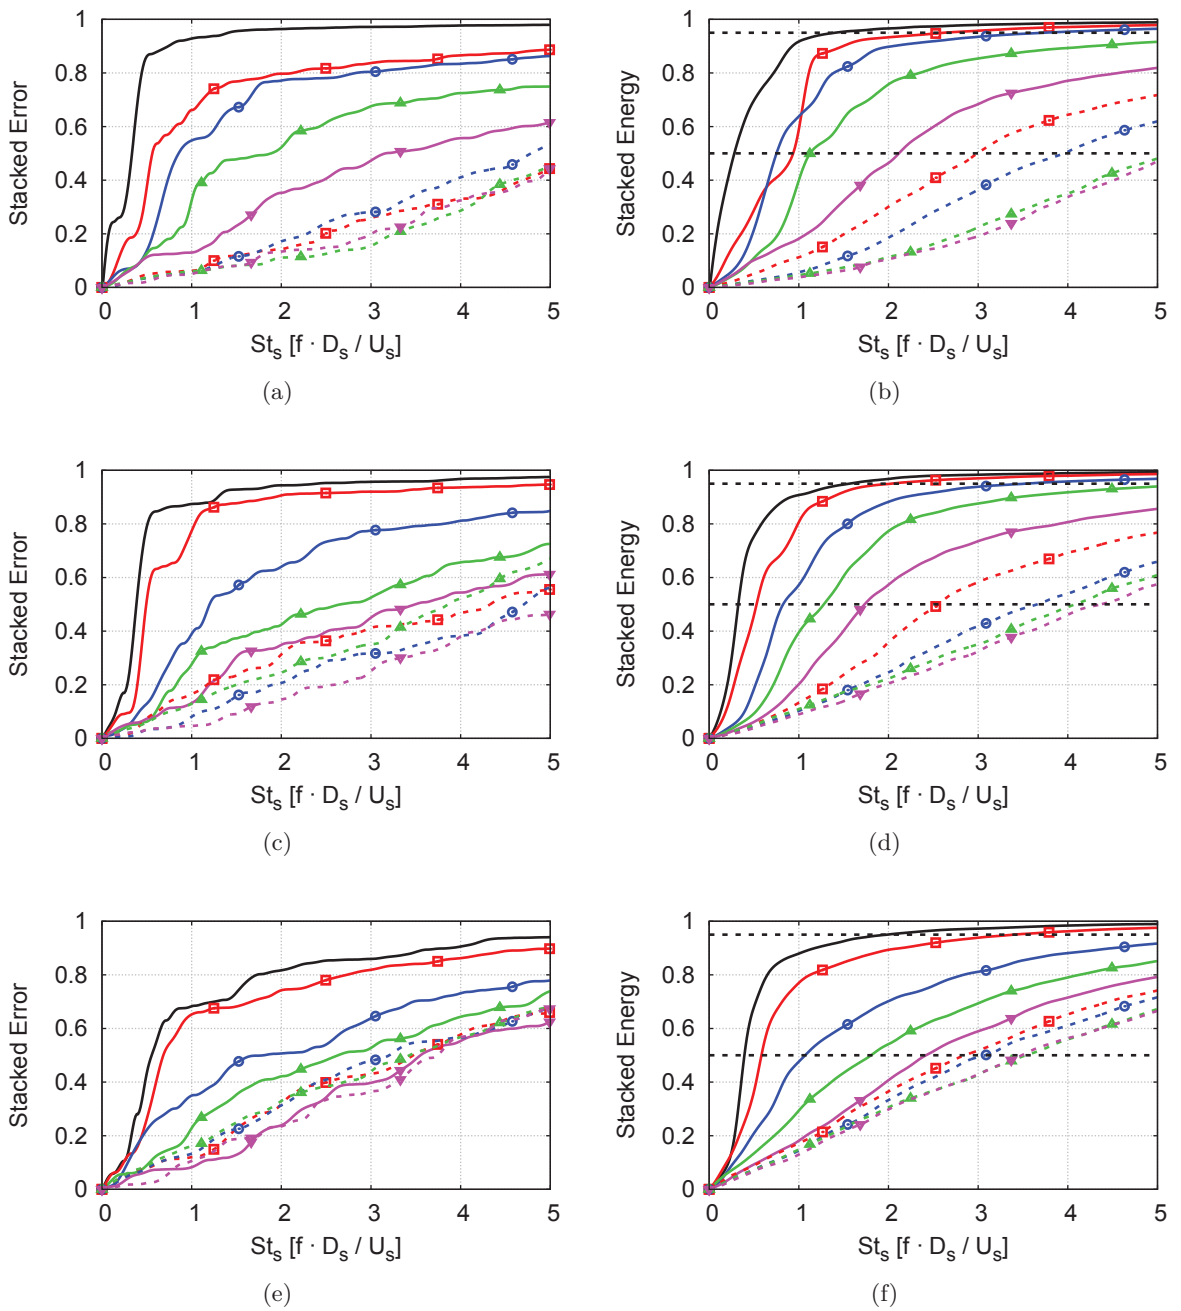 1
0.8
0.6
0.4
0.2
0
0 1 2 3 4 5
Stacked Error
St_s [f · D_s / U_s]
(a)
1
0.8
0.6
0.4
0.2
0
0 1 2 3 4 5
Stacked Energy
St_s [f · D_s / U_s]
(b)
1
0.8
0.6
0.4
0.2
0
0 1 2 3 4 5
Stacked Error
St_s [f · D_s / U_s]
(c)
1
0.8
0.6
0.4
0.2
0
0 1 2 3 4 5
Stacked Energy
St_s [f · D_s / U_s]
(d)
1
0.8
0.6
0.4
0.2
0
0 1 2 3 4 5
Stacked Error
St_s [f · D_s / U_s]
(e)
1
0.8
0.6
0.4
0.2
0
0 1 2 3 4 5
Stacked Energy
St_s [f · D_s / U_s]
(f)